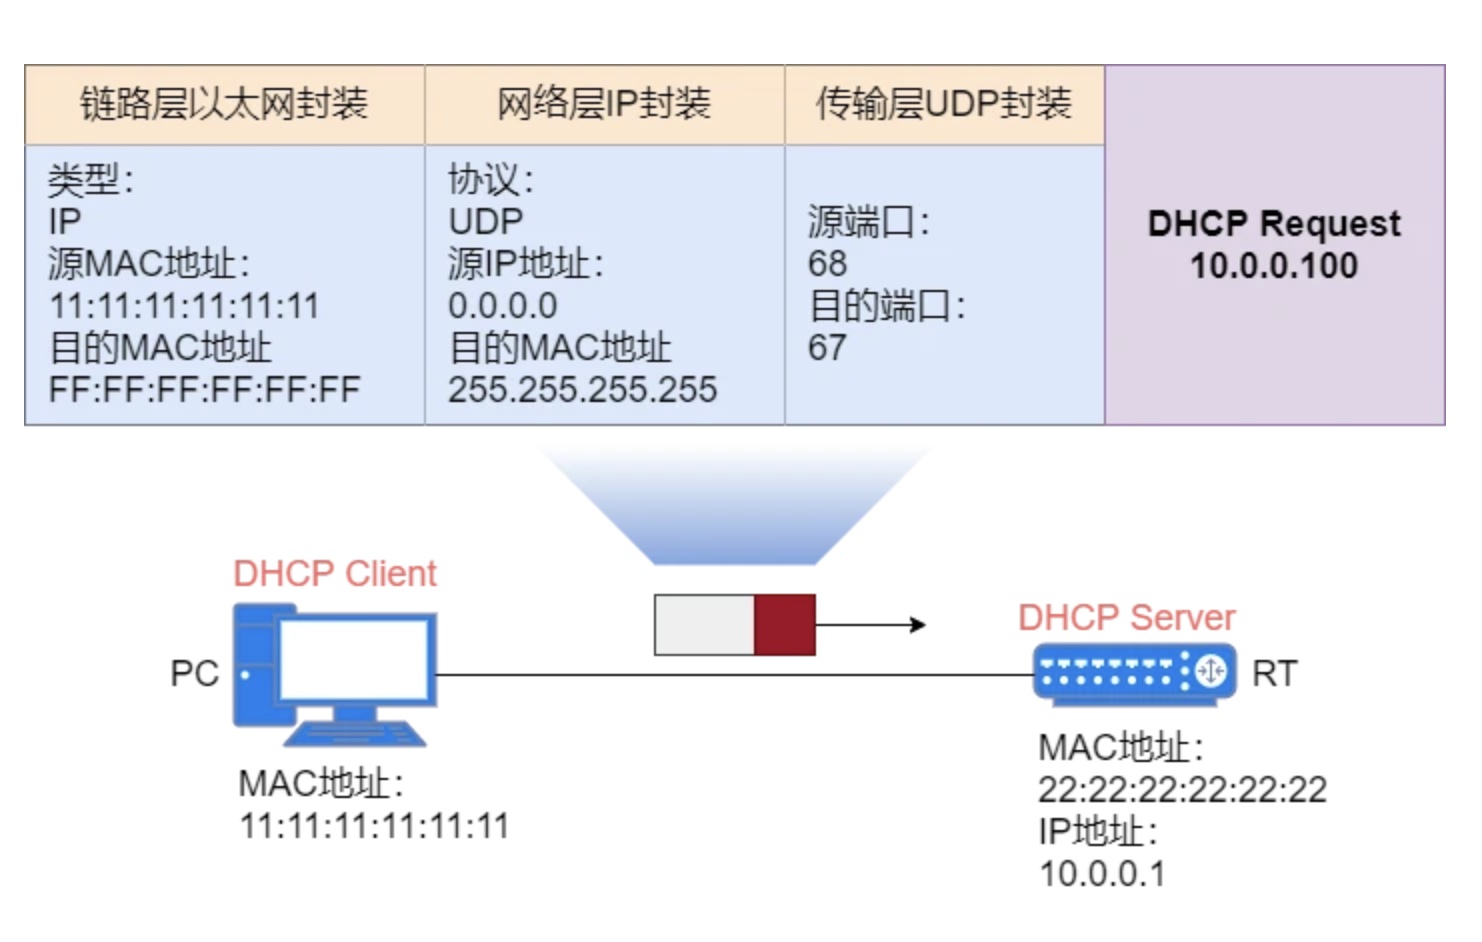 链路层以太网封装
网络层IP封装
传输层UDP封装
类型：
IP
源MAC地址：
11:11:11:11:11:11
目的MAC地址
FF:FF:FF:FF:FF:FF
协议：
UDP
源IP地址：
0.0.0.0
目的MAC地址
255.255.255.255
源端口：
68
目的端口：
67
DHCP Request
10.0.0.100
DHCP Client
PC
MAC地址：
11:11:11:11:11:11
DHCP Server
RT
MAC地址：
22:22:22:22:22:22
IP地址：
10.0.0.1